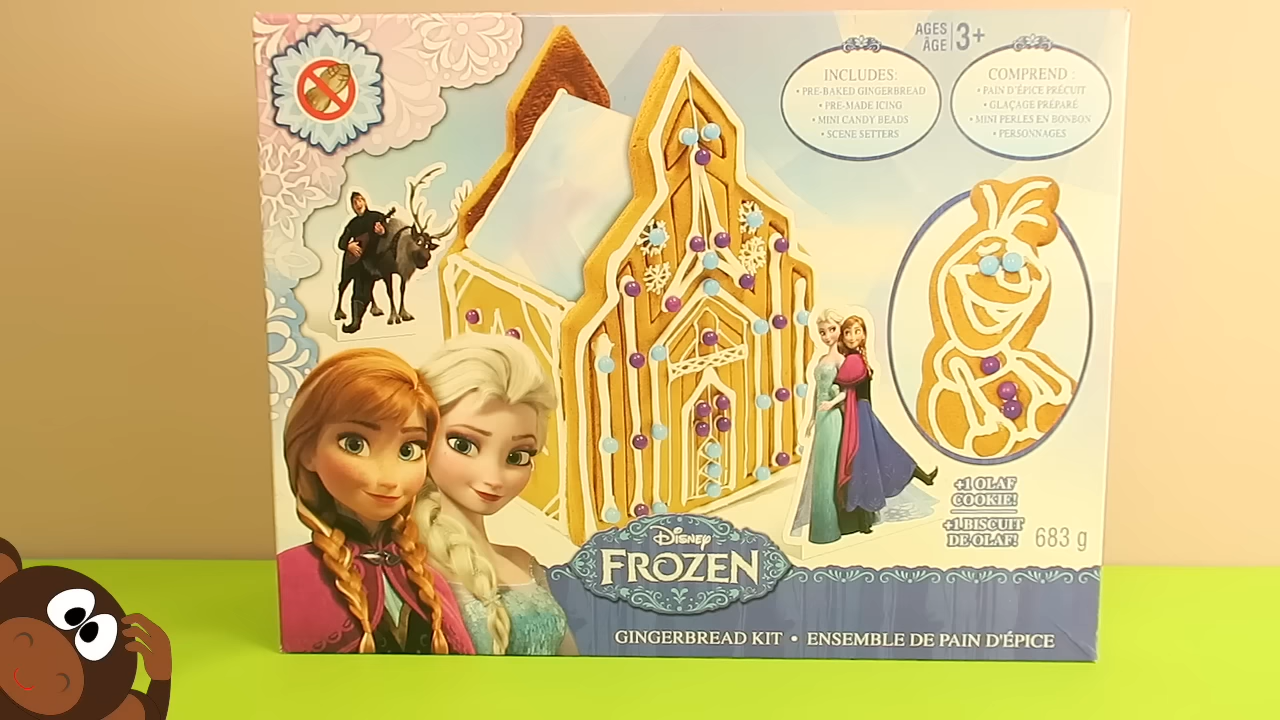 AGES
ÂGE
3+
INCLUDES:
• PRE-BAKED GINGERBREAD
• PRE-MADE ICING
• MINI CANDY BEADS
• SCENE SETTERS
COMPREND :
• PAIN D'ÉPICE PRÉCUIT
• GLAÇAGE PRÉPARÉ
• MINI PERLES EN BONBON
• PERSONNAGES
+1 OLAF
COOKIE!
+1 BISCUIT
DE OLAF!
683 g
Disney
FROZEN
GINGERBREAD KIT • ENSEMBLE DE PAIN D'ÉPICE